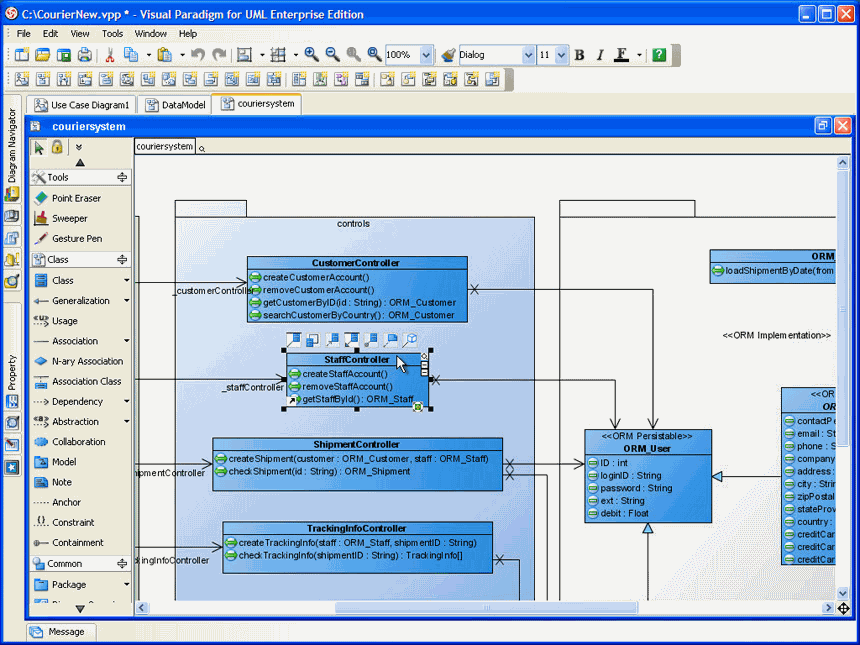 C:\CourierNew.vpp * - Visual Paradigm for UML Enterprise Edition
File Edit View Tools Window Help
100% Dialog 11 B I F ?
Use Case Diagram1 DataModel couriersystem
couriersystem
Diagram Navigator
Property
couriersystem
Tools
Point Eraser
Sweeper
Gesture Pen
Class
Class
Generalization
Usage
Association
N-ary Association
Association Class
Dependency
Abstraction
Collaboration
Model
Note
Anchor
Constraint
Containment
Common
Package
controls
_customerController
CustomerController
createCustomerAccount()
removeCustomerAccount()
getCustomerByID(id : String) : ORM_Customer
searchCustomerByCountry() : ORM_Customer
_staffController
StaffController
createStaffAccount()
removeStaffAccount()
getStaffById() : ORM_Staff
ipmentController
ShipmentController
createShipment(customer : ORM_Customer, staff : ORM_Staff)
checkShipment(id : String) : ORM_Shipment
ckingInfoController
TrackingInfoController
createTrackingInfo(staff : ORM_Staff, shipmentID : String)
checkTrackingInfo(shipmentID : String) : TrackingInfo[]
<<ORM Persistable>>
ORM_User
ID : int
loginID : String
password : String
ext : String
debit : Float
ORM
loadShipmentByDate(from
<<ORM Implementation>>
<<OR
OR
contactPe
email : St
phone : S
company
address :
city : Strin
zipPostal
stateProv
country :
creditCar
creditCar
creditCar
Message